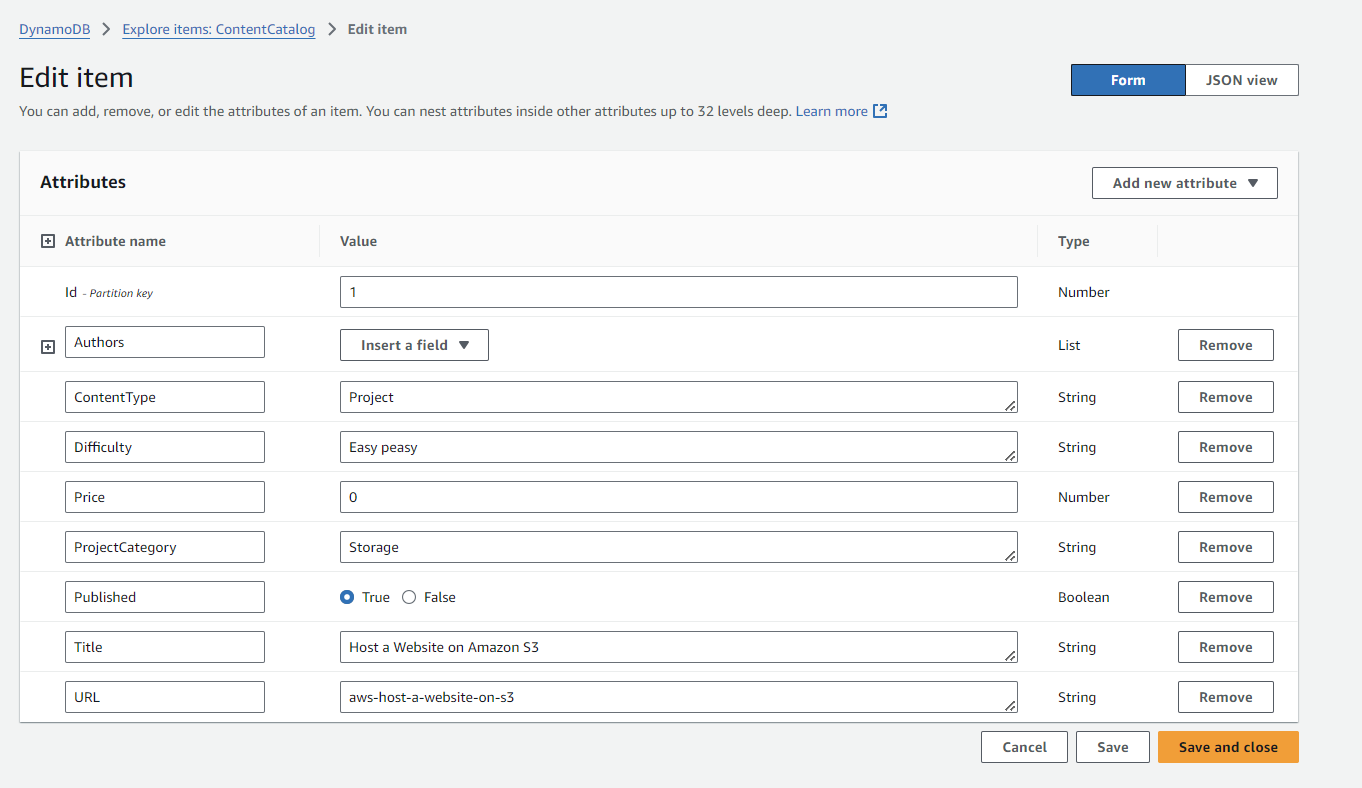 DynamoDB > Explore items: ContentCatalog > Edit item
Edit item
Form JSON view
You can add, remove, or edit the attributes of an item. You can nest attributes inside other attributes up to 32 levels deep. Learn more
Attributes
Add new attribute
Attribute name Value Type
Id - Partition key 1 Number
Authors Insert a field List Remove
ContentType Project String Remove
Difficulty Easy peasy String Remove
Price 0 Number Remove
ProjectCategory Storage String Remove
Published True False Boolean Remove
Title Host a Website on Amazon S3 String Remove
URL aws-host-a-website-on-s3 String Remove
Cancel Save Save and close